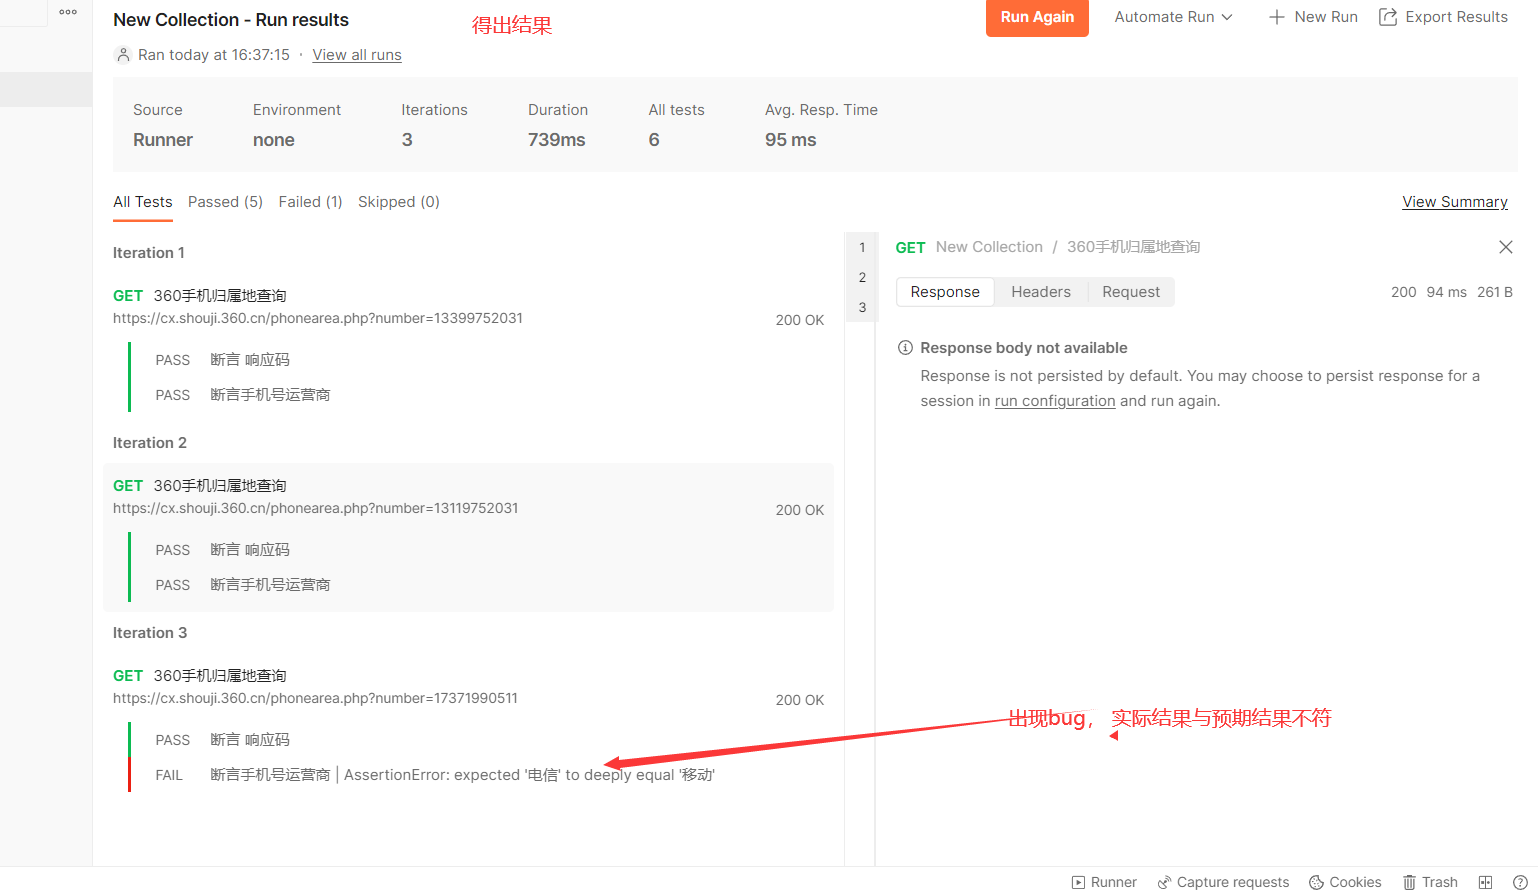 New Collection - Run results
得出结果
Run Again
Automate Run
New Run
Export Results
Ran today at 16:37:15 · View all runs
Source
Environment
Iterations
Duration
All tests
Avg. Resp. Time
Runner
none
3
739ms
6
95 ms
All Tests
Passed (5)
Failed (1)
Skipped (0)
View Summary
Iteration 1
GET 360手机归属地查询
https://cx.shouji.360.cn/phonearea.php?number=13399752031
200 OK
PASS 断言 响应码
PASS 断言手机号运营商
Iteration 2
GET 360手机归属地查询
https://cx.shouji.360.cn/phonearea.php?number=13119752031
200 OK
PASS 断言 响应码
PASS 断言手机号运营商
Iteration 3
GET 360手机归属地查询
https://cx.shouji.360.cn/phonearea.php?number=17371990511
200 OK
PASS 断言 响应码
FAIL 断言手机号运营商 | AssertionError: expected '电信' to deeply equal '移动'
1
2
3
GET New Collection / 360手机归属地查询
Response
Headers
Request
200 94 ms 261 B
Response body not available
Response is not persisted by default. You may choose to persist response for a
session in run configuration and run again.
出现bug， 实际结果与预期结果不符
Runner
Capture requests
Cookies
Trash